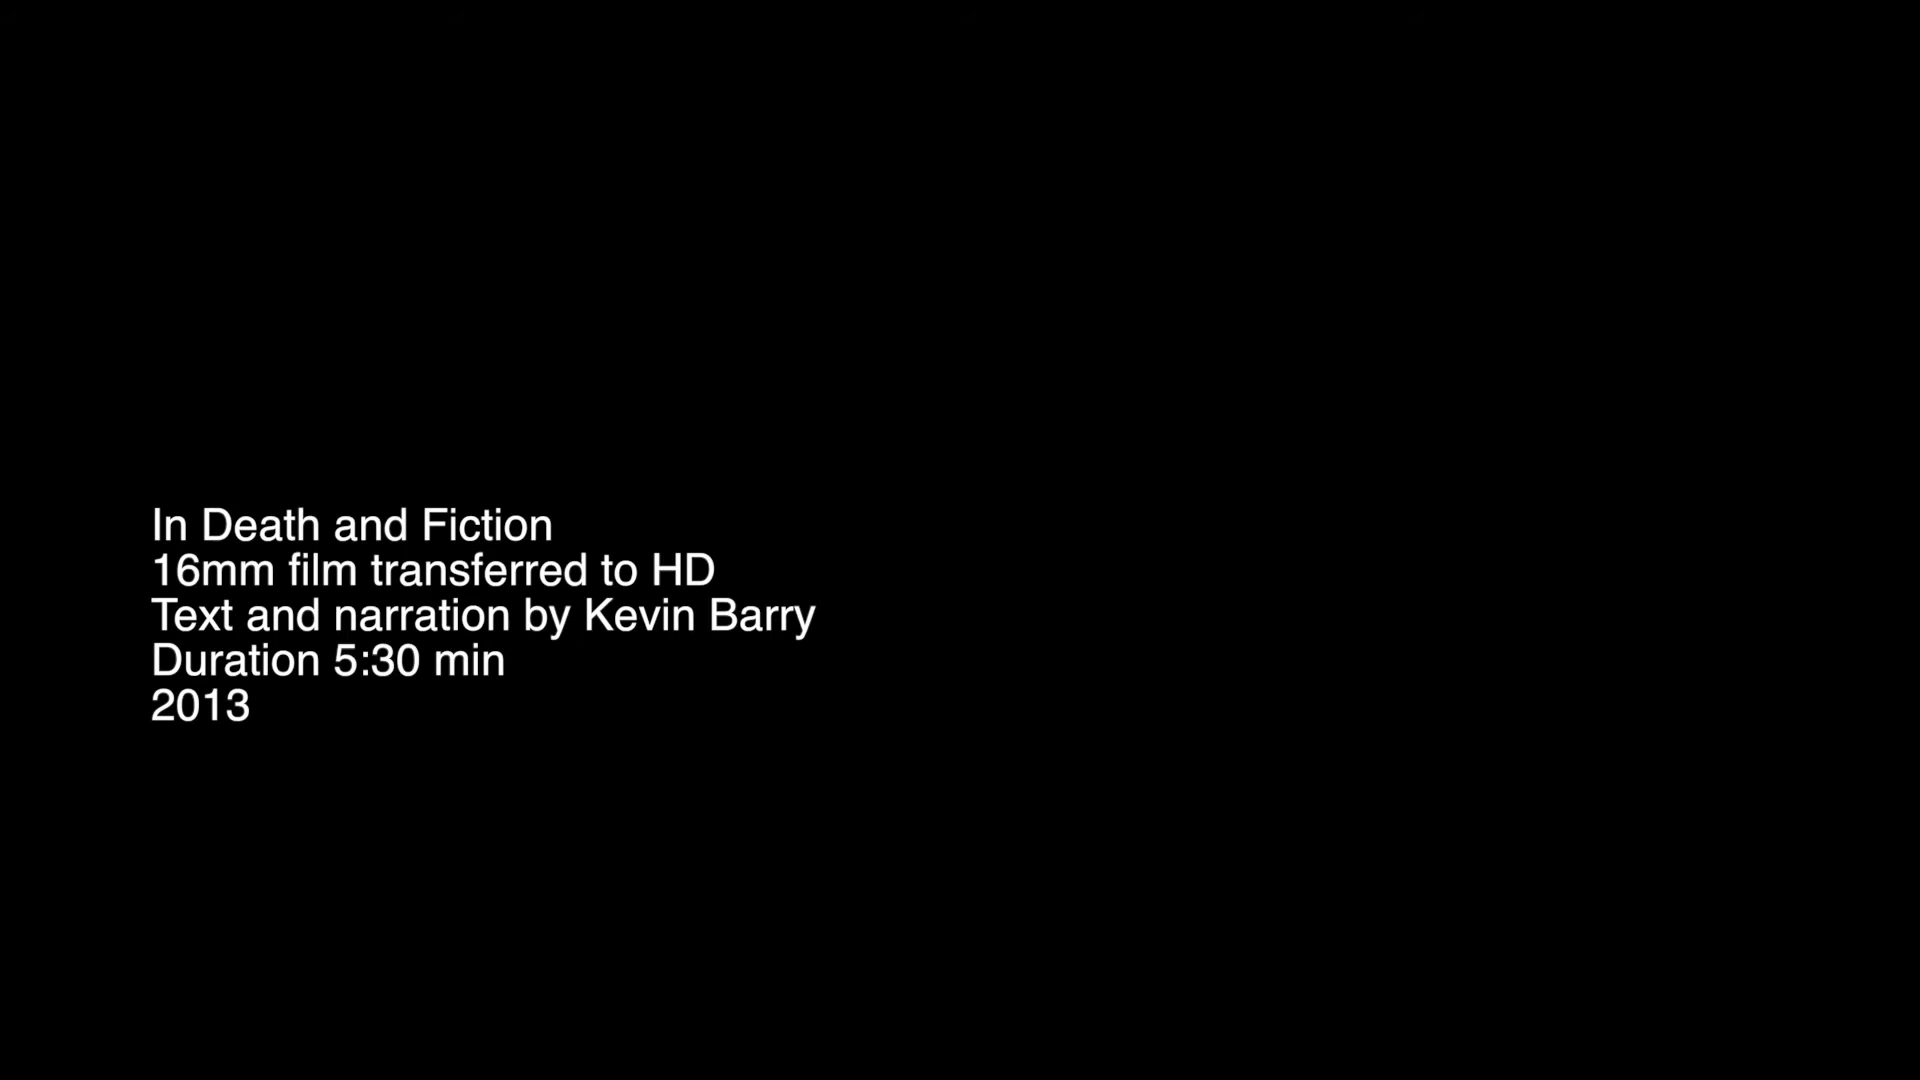 In Death and Fiction
16mm film transferred to HD
Text and narration by Kevin Barry
Duration 5:30 min
2013